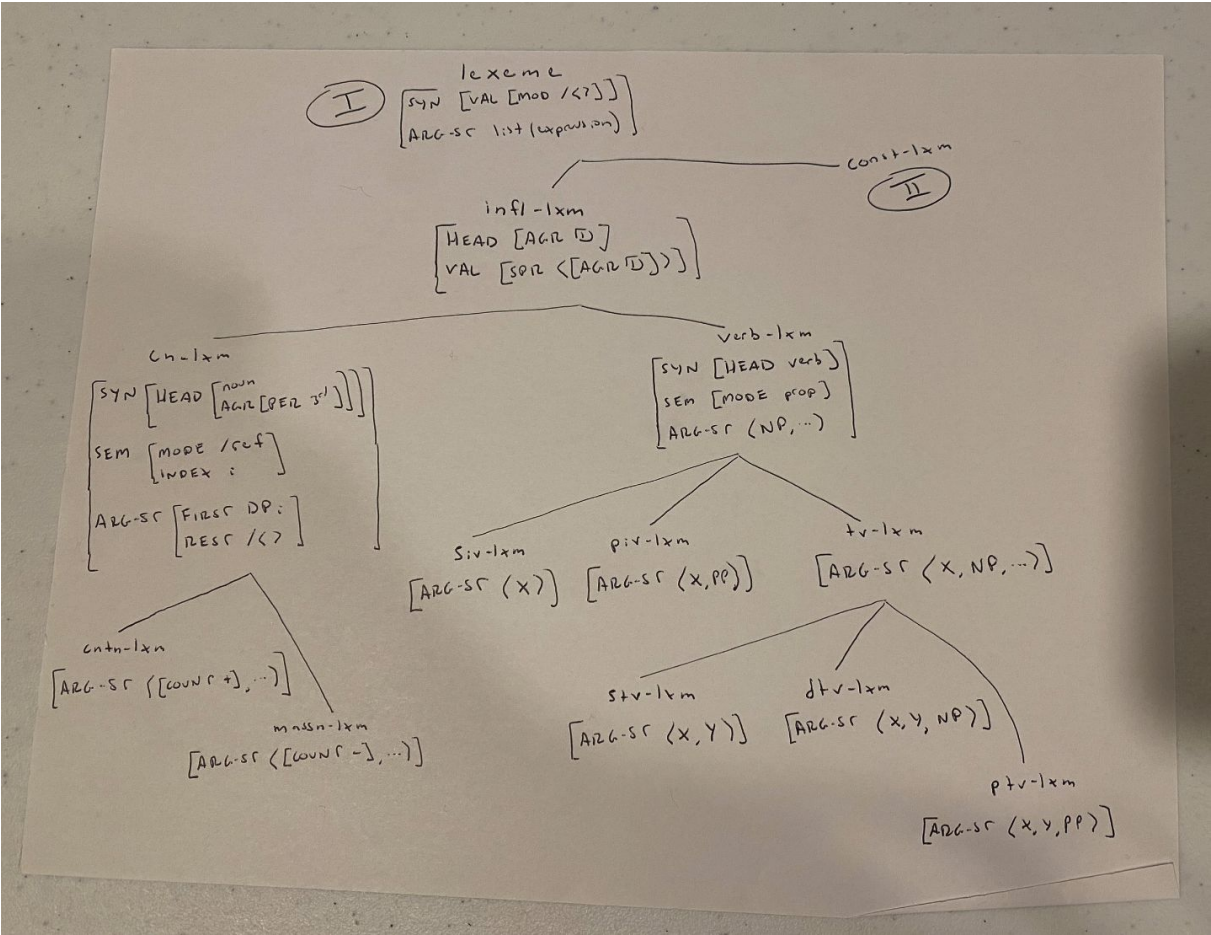 I
lexeme
[SYN [VAL [MOD /<>]]]
[ARG-ST list(expression)]
const-lxm
II
infl-lxm
[HEAD [AGR 1]
VAL [SPR <[AGR 1]>]]
cn-lxm
[SYN [HEAD [noun
AGR [PER 3rd]]]]
SEM [MODE /ref
INDEX i]
ARG-ST [FIRST DPi
REST /<>]
verb-lxm
[SYN [HEAD verb]
SEM [MODE prop]
ARG-ST <NP,...>]
siv-lxm
[ARG-ST <X>]
piv-lxm
[ARG-ST <X,PP>]
tv-lxm
[ARG-ST <X, NP,...>]
cntn-lxm
[ARG-ST <[COUNT +],...>]
massn-lxm
[ARG-ST <[COUNT -],...>]
stv-lxm
[ARG-ST <X,Y>]
dtv-lxm
[ARG-ST <X,Y,NP>]
ptv-lxm
[ARG-ST <X,Y,PP>]